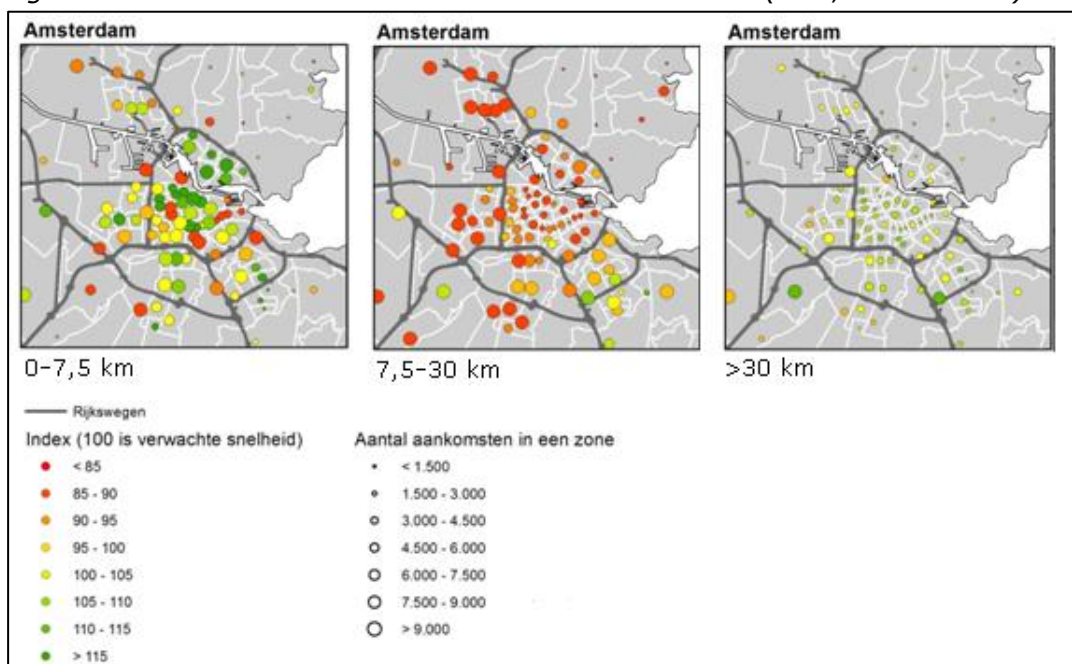 Amsterdam
Amsterdam
Amsterdam
0-7,5 km
7,5-30 km
>30 km
Rijkswegen
Index (100 is verwachte snelheid)
< 85
85 - 90
90 - 95
95 - 100
100 - 105
105 - 110
110 - 115
> 115
Aantal aankomsten in een zone
< 1.500
1.500 - 3.000
3.000 - 4.500
4.500 - 6.000
6.000 - 7.500
7.500 - 9.000
> 9.000